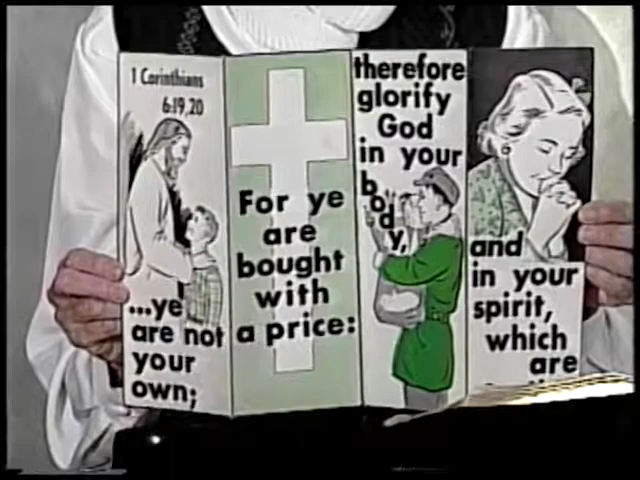 1 Corinthians
6:19,20
...ye
are not
your
own;
For ye
are
bought
with
a price:
therefore
glorify
God
in your
body,
and
in your
spirit,
which
are